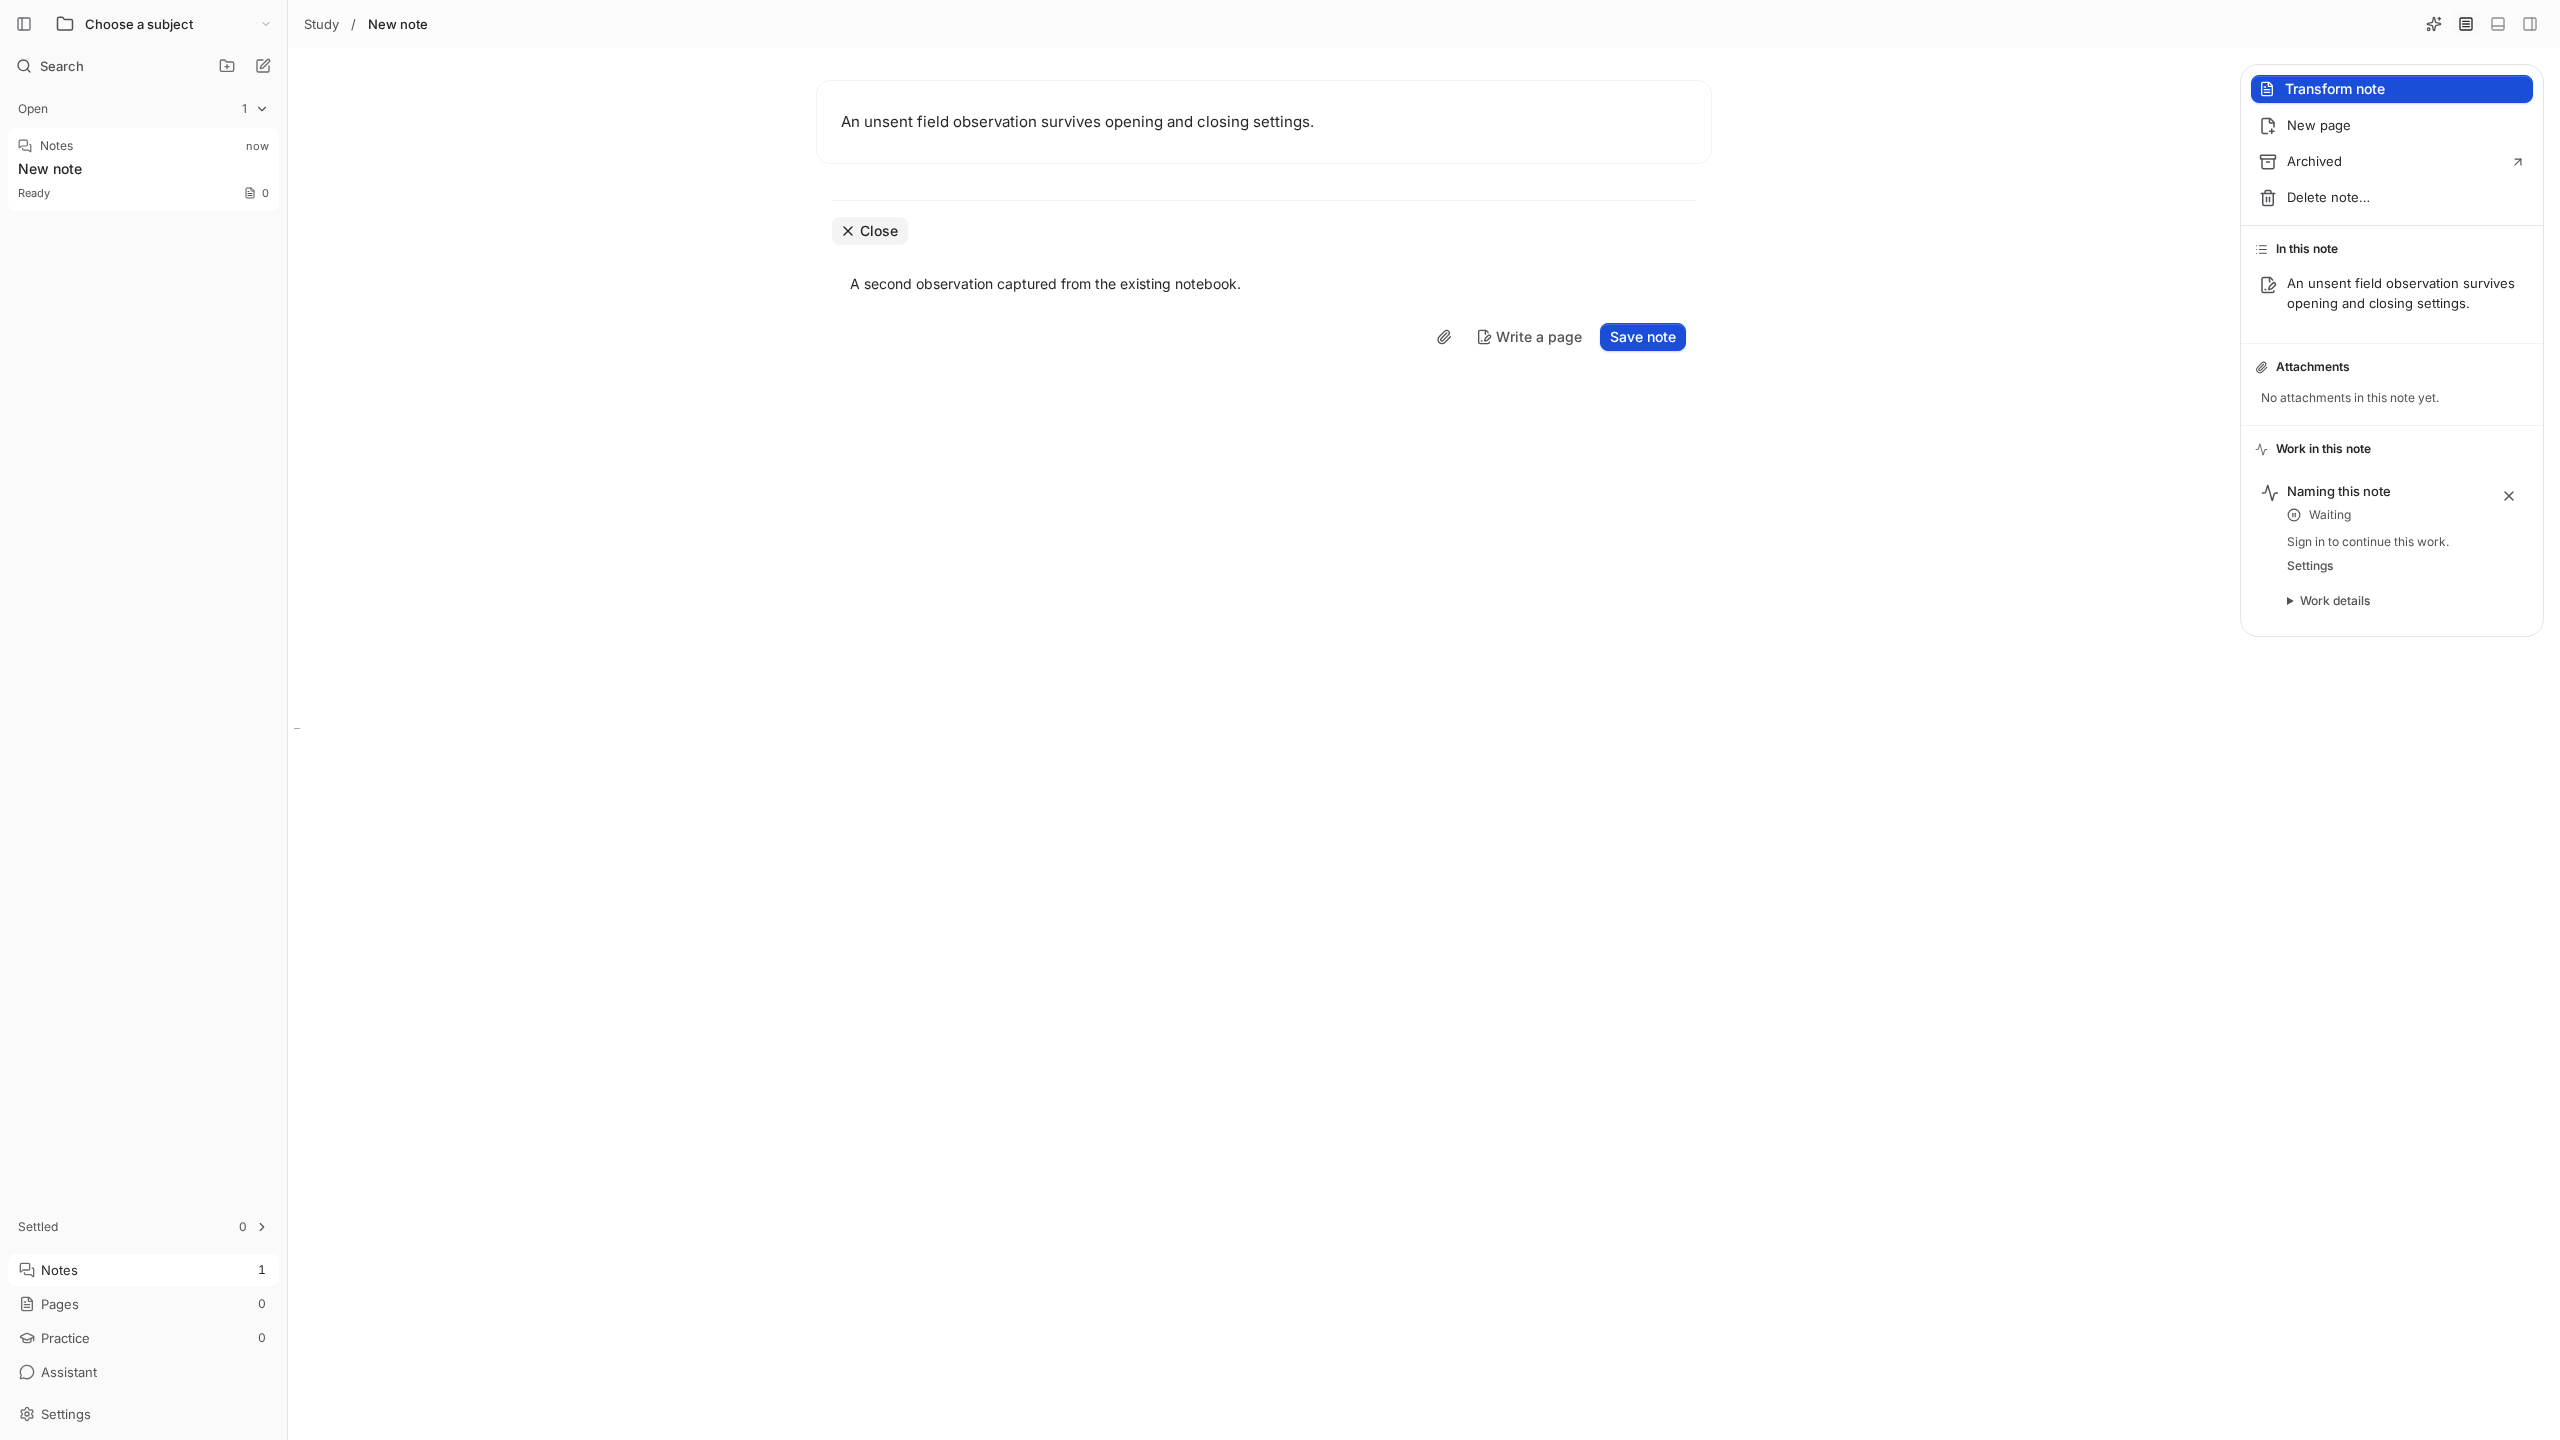 Choose a subject
Study / New note
Search
Open 1
Notes now
New note
Ready 0
An unsent field observation survives opening and closing settings.
Close
A second observation captured from the existing notebook.
Write a page
Save note
Transform note
New page
Archived
Delete note...
In this note
An unsent field observation survives
opening and closing settings.
Attachments
No attachments in this note yet.
Work in this note
Naming this note
Waiting
Sign in to continue this work.
Settings
Work details
Settled 0
Notes 1
Pages 0
Practice 0
Assistant
Settings